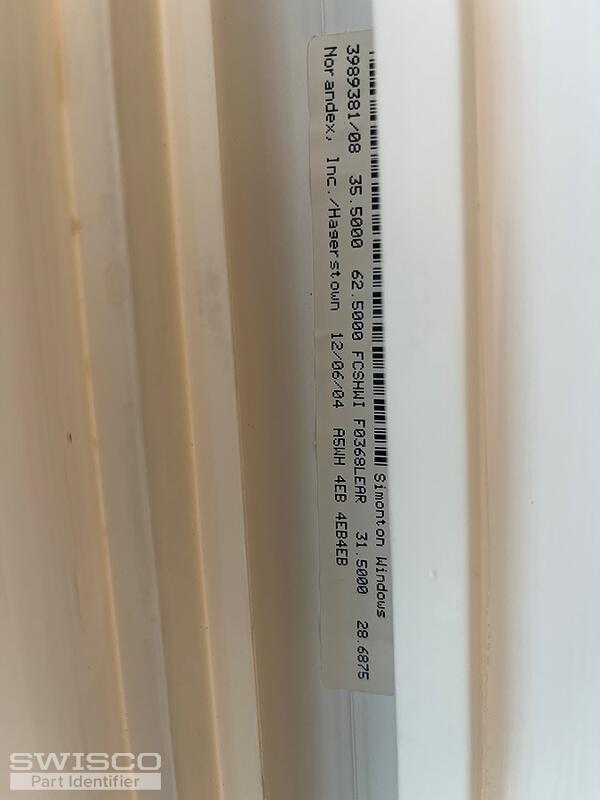 Simonton Windows
3989381/08 35.5000 62.5000 FCSHWI F0368LEAR 31.5000 28.6875
Norandex, Inc./Hagerstown 12/06/04 A5WH 4EB 4EB4EB
SWISCO
Part Identifier